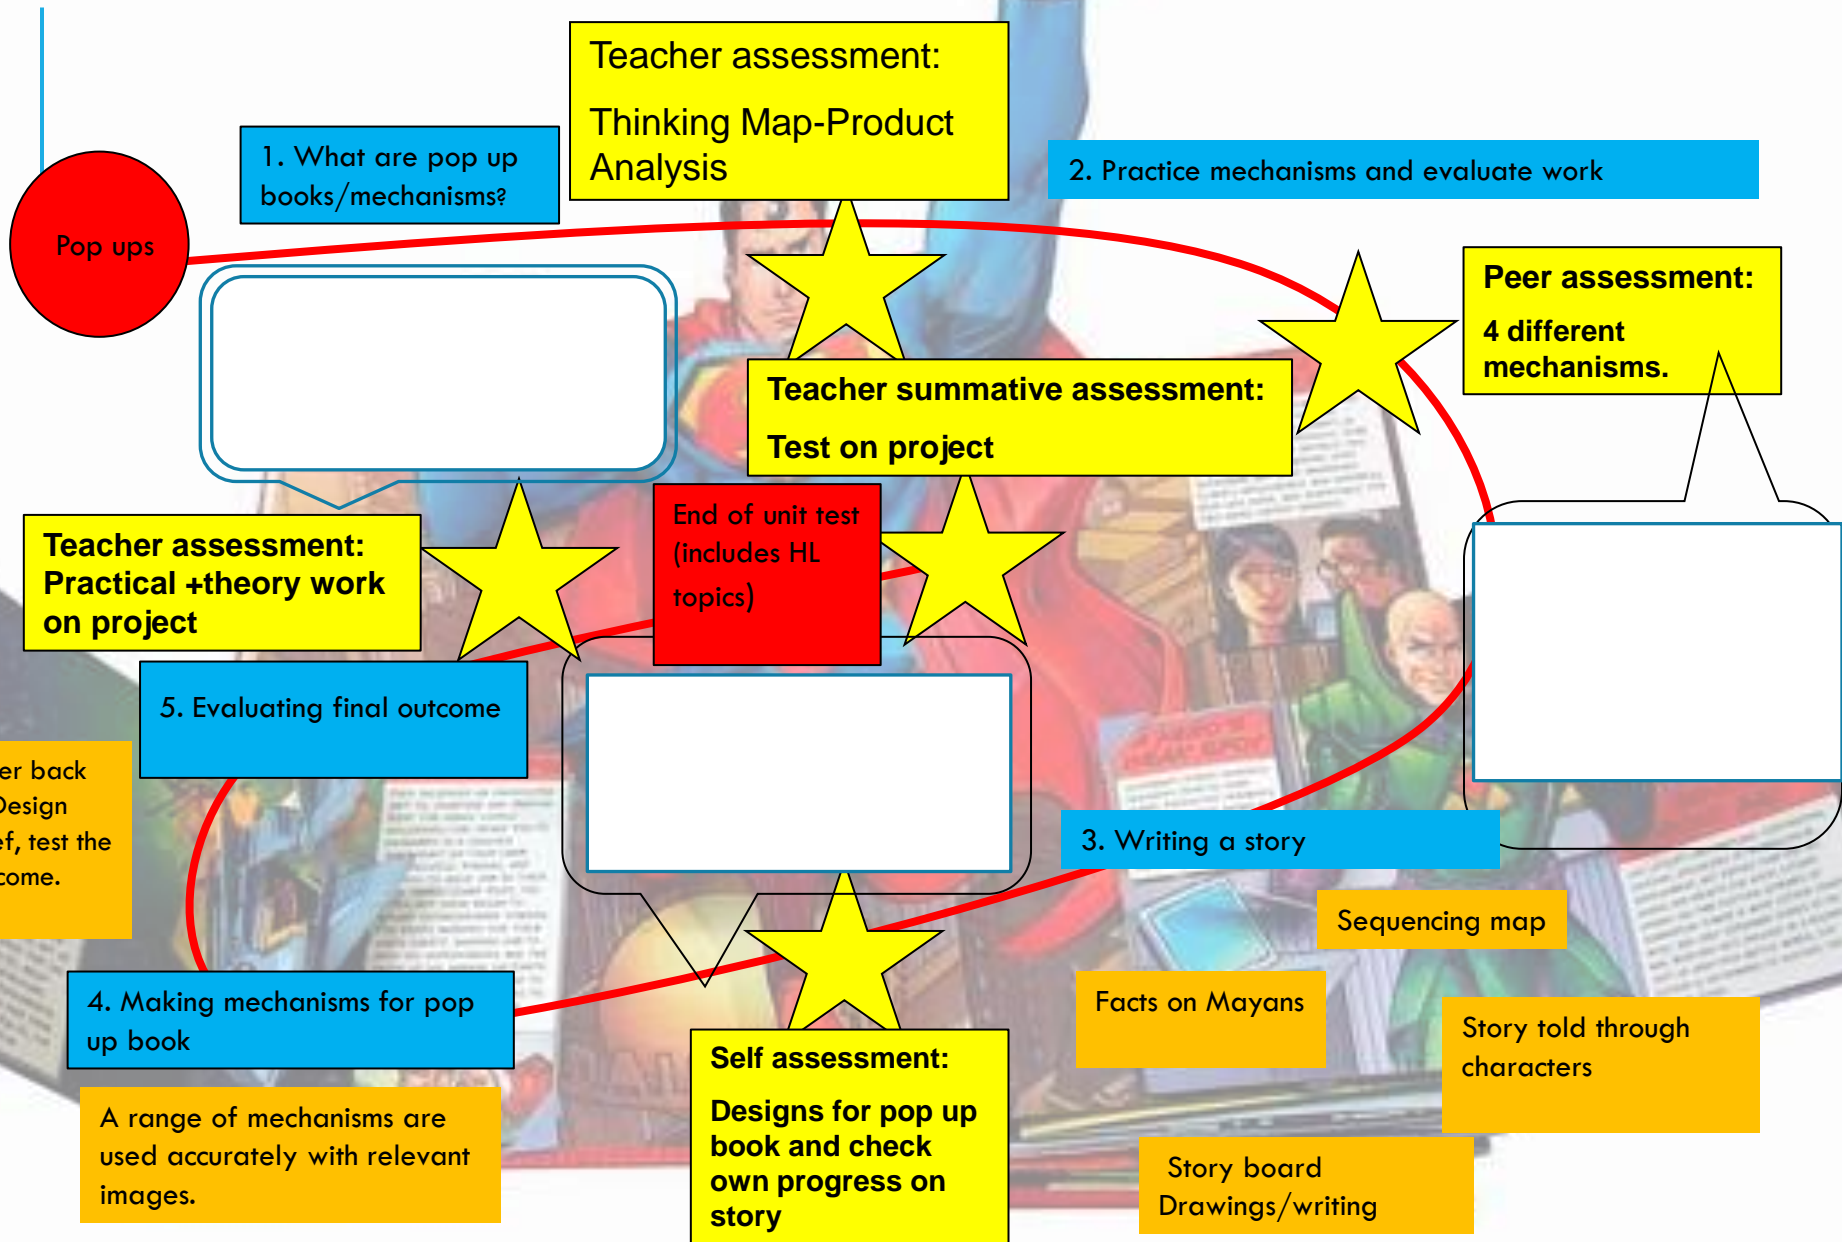 Teacher assessment:
Thinking Map-Product
Analysis
1. What are pop up
books/mechanisms?
2. Practice mechanisms and evaluate work
Pop ups
Peer assessment:
4 different
mechanisms.
Teacher summative assessment:
Test on project
End of unit test
(includes HL
topics)
Teacher assessment:
Practical +theory work
on project
5. Evaluating final outcome
er back
Design
ef, test the
come.
3. Writing a story
Sequencing map
Facts on Mayans
Story told through
characters
Story board
Drawings/writing
4. Making mechanisms for pop
up book
A range of mechanisms are
used accurately with relevant
images.
Self assessment:
Designs for pop up
book and check
own progress on
story